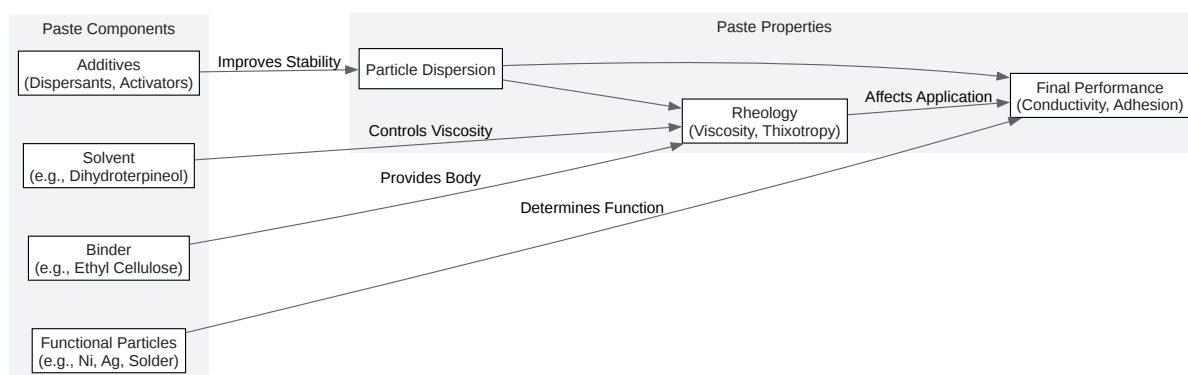 Paste Components
Paste Properties
Additives
(Dispersants, Activators)
Improves Stability
Particle Dispersion
Final Performance
(Conductivity, Adhesion)
Affects Application
Rheology
(Viscosity, Thixotropy)
Controls Viscosity
Solvent
(e.g., Dihydroterpineol)
Provides Body
Determines Function
Binder
(e.g., Ethyl Cellulose)
Functional Particles
(e.g., Ni, Ag, Solder)